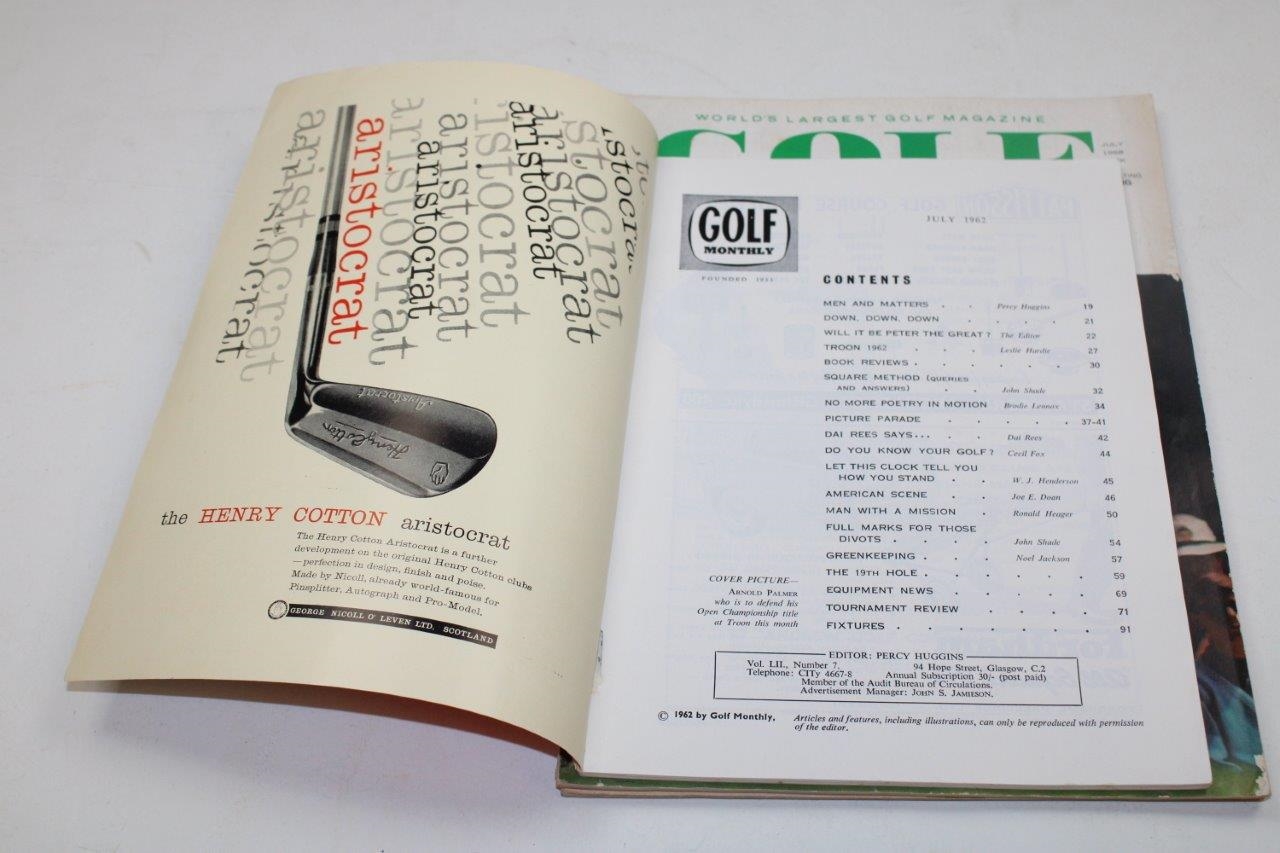 aristocrat
aristocrat
aristocrat
aristocrat
aristocrat
aristocrat
aristocrat
aristocrat
Aristocrat
Henry Cotton
the HENRY COTTON aristocrat
The Henry Cotton Aristocrat is a further
development on the original Henry Cotton clubs
—perfection in design, finish and poise.
Made by Nicoll, already world-famous for
Pinsplitter, Autograph and Pro-Model.
GEORGE NICOLL O' LEVEN LTD. SCOTLAND
WORLD'S LARGEST GOLF MAGAZINE
GOLF
JULY
GOLF
MONTHLY
FOUNDED 1911
JULY 1962
CONTENTS
MEN AND MATTERS . . Percy Huggins 19
DOWN, DOWN, DOWN . . . . 21
WILL IT BE PETER THE GREAT? The Editor 22
TROON 1962 . . . Leslie Hardie 27
BOOK REVIEWS . . . . . . 30
SQUARE METHOD (QUERIES
AND ANSWERS) . . John Shade 32
NO MORE POETRY IN MOTION Brodie Lennox 34
PICTURE PARADE . . . . . 37-41
DAI REES SAYS... . . Dai Rees 42
DO YOU KNOW YOUR GOLF? Cecil Fox 44
LET THIS CLOCK TELL YOU
HOW YOU STAND . . W. J. Henderson 45
AMERICAN SCENE . . Joe E. Doan 46
MAN WITH A MISSION . Ronald Heager 50
FULL MARKS FOR THOSE
DIVOTS . . . . John Shade 54
GREENKEEPING . . . Noel Jackson 57
THE 19TH HOLE . . . . . . 59
EQUIPMENT NEWS . . . . . 69
TOURNAMENT REVIEW . . . . 71
FIXTURES . . . . . . . 91
COVER PICTURE—
ARNOLD PALMER
who is to defend his
Open Championship title
at Troon this month
EDITOR: PERCY HUGGINS
Vol. LII., Number 7. 94 Hope Street, Glasgow, C.2
Telephone: CITy 4667-8 Annual Subscription 30/- (post paid)
Member of the Audit Bureau of Circulations.
Advertisement Manager: JOHN S. JAMIESON.
© 1962 by Golf Monthly. Articles and features, including illustrations, can only be reproduced with permission
of the editor.